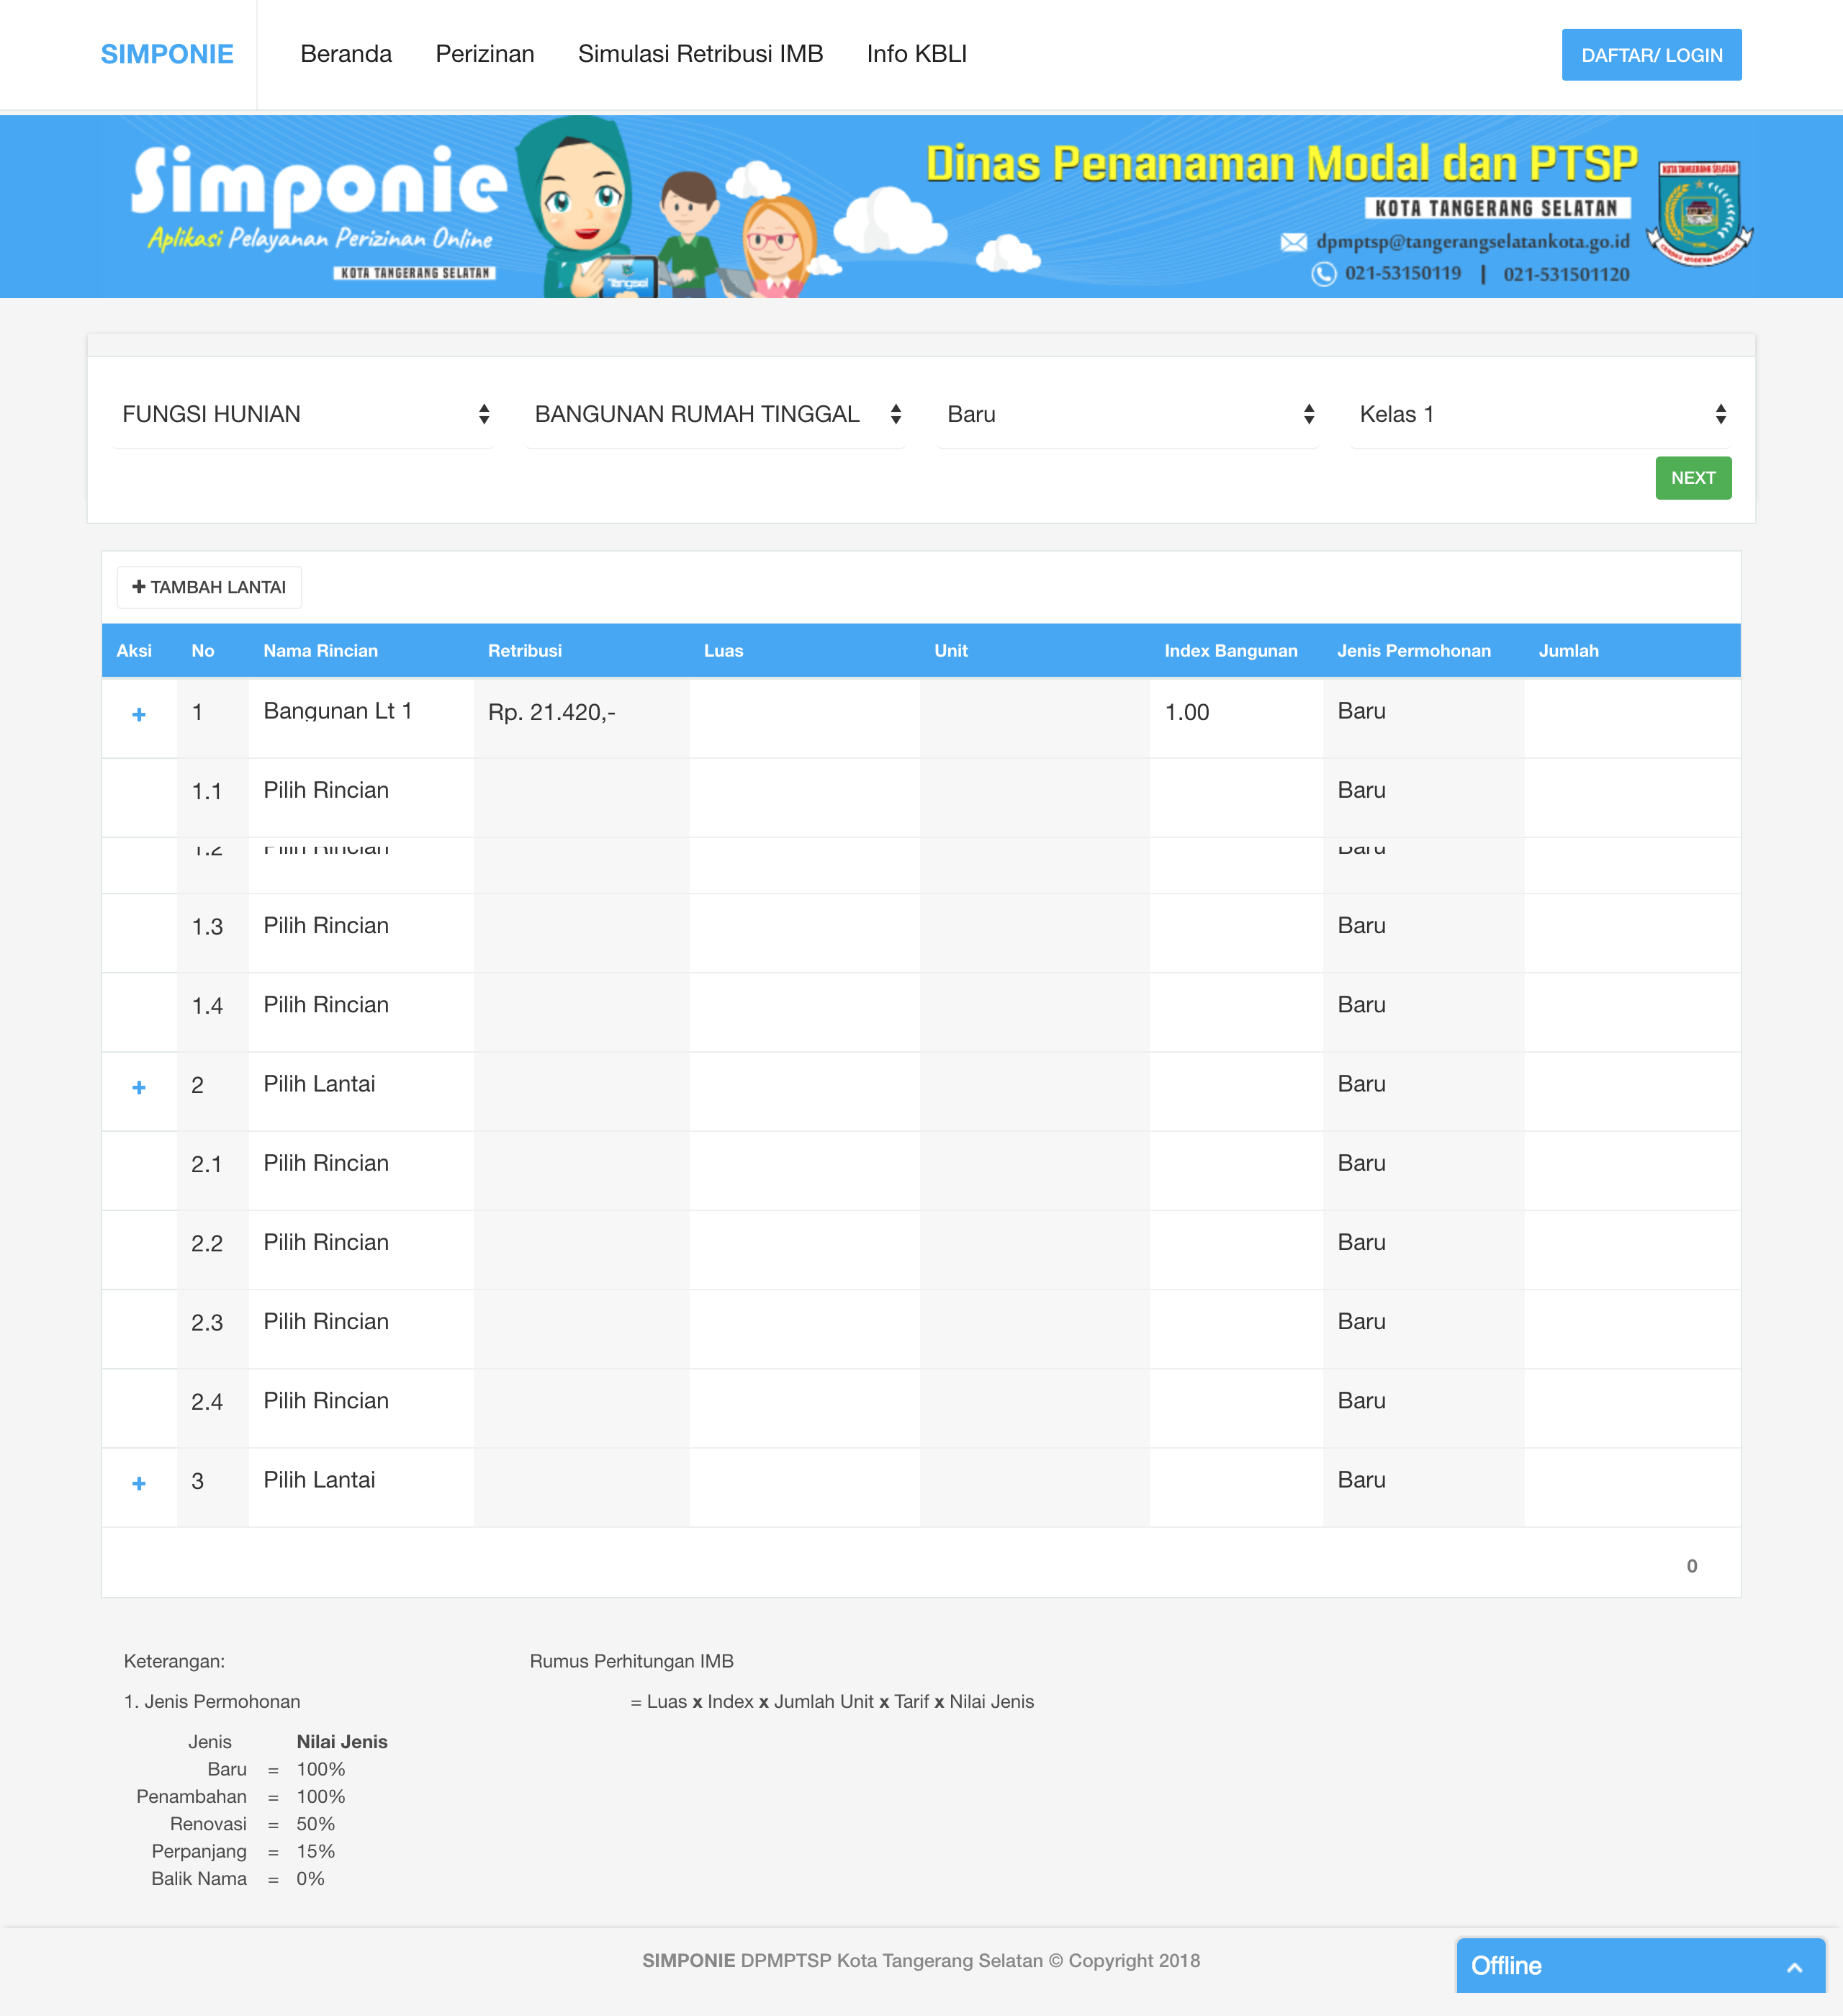 SIMPONIE Beranda Perizinan Simulasi Retribusi IMB Info KBLI DAFTAR/ LOGIN
Simponie
Aplikasi Pelayanan Perizinan Online
KOTA TANGERANG SELATAN
Tangsel
Dinas Penanaman Modal dan PTSP
KOTA TANGERANG SELATAN
dpmptsp@tangerangselatankota.go.id
021-53150119 | 021-531501120
KOTA TANGERANG SELATAN
FUNGSI HUNIAN BANGUNAN RUMAH TINGGAL Baru Kelas 1
NEXT
TAMBAH LANTAI
Aksi No Nama Rincian Retribusi Luas Unit Index Bangunan Jenis Permohonan Jumlah
1 Bangunan Lt 1 Rp. 21.420,- 1.00 Baru
1.1 Pilih Rincian Baru
1.2 Pilih Rincian Baru
1.3 Pilih Rincian Baru
1.4 Pilih Rincian Baru
2 Pilih Lantai Baru
2.1 Pilih Rincian Baru
2.2 Pilih Rincian Baru
2.3 Pilih Rincian Baru
2.4 Pilih Rincian Baru
3 Pilih Lantai Baru
0
Keterangan:
1. Jenis Permohonan
Jenis Nilai Jenis
Baru = 100%
Penambahan = 100%
Renovasi = 50%
Perpanjang = 15%
Balik Nama = 0%
Rumus Perhitungan IMB
= Luas x Index x Jumlah Unit x Tarif x Nilai Jenis
SIMPONIE DPMPTSP Kota Tangerang Selatan © Copyright 2018
Offline